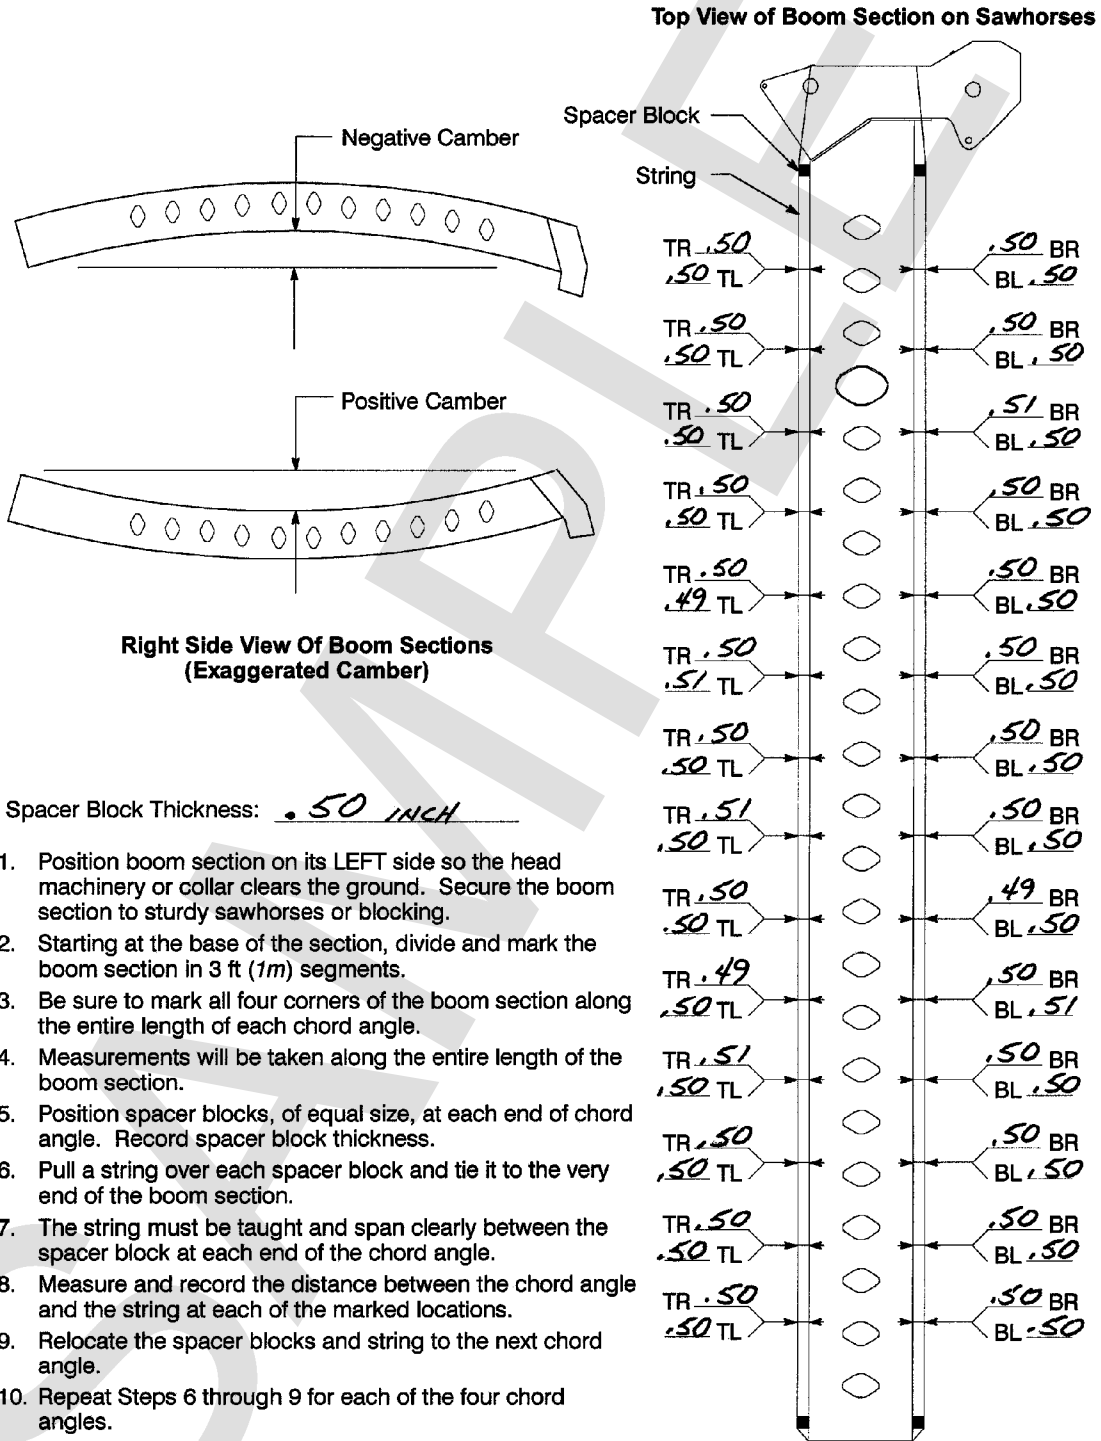 Top View of Boom Section on Sawhorses
Negative Camber
Positive Camber
Right Side View Of Boom Sections
(Exaggerated Camber)
Spacer Block
String
TR .50
.50 TL
.50 BR
BL .50
TR .50
.50 TL
.50 BR
BL .50
TR .50
.50 TL
.51 BR
BL .50
TR .50
.50 TL
.50 BR
BL .50
TR .50
.49 TL
.50 BR
BL .50
TR .50
.51 TL
.50 BR
BL .50
TR .50
.50 TL
.50 BR
BL .50
TR .51
.50 TL
.50 BR
BL .50
TR .50
.50 TL
.49 BR
BL .50
TR .49
.50 TL
.50 BR
BL .51
TR .51
.50 TL
.50 BR
BL .50
TR .50
.50 TL
.50 BR
BL .50
TR .50
.50 TL
.50 BR
BL .50
TR .50
.50 TL
.50 BR
BL .50
Spacer Block Thickness: .50 INCH
1. Position boom section on its LEFT side so the head
machinery or collar clears the ground. Secure the boom
section to sturdy sawhorses or blocking.
2. Starting at the base of the section, divide and mark the
boom section in 3 ft (1m) segments.
3. Be sure to mark all four corners of the boom section along
the entire length of each chord angle.
4. Measurements will be taken along the entire length of the
boom section.
5. Position spacer blocks, of equal size, at each end of chord
angle. Record spacer block thickness.
6. Pull a string over each spacer block and tie it to the very
end of the boom section.
7. The string must be taught and span clearly between the
spacer block at each end of the chord angle.
8. Measure and record the distance between the chord angle
and the string at each of the marked locations.
9. Relocate the spacer blocks and string to the next chord
angle.
10. Repeat Steps 6 through 9 for each of the four chord
angles.
SAMPLE